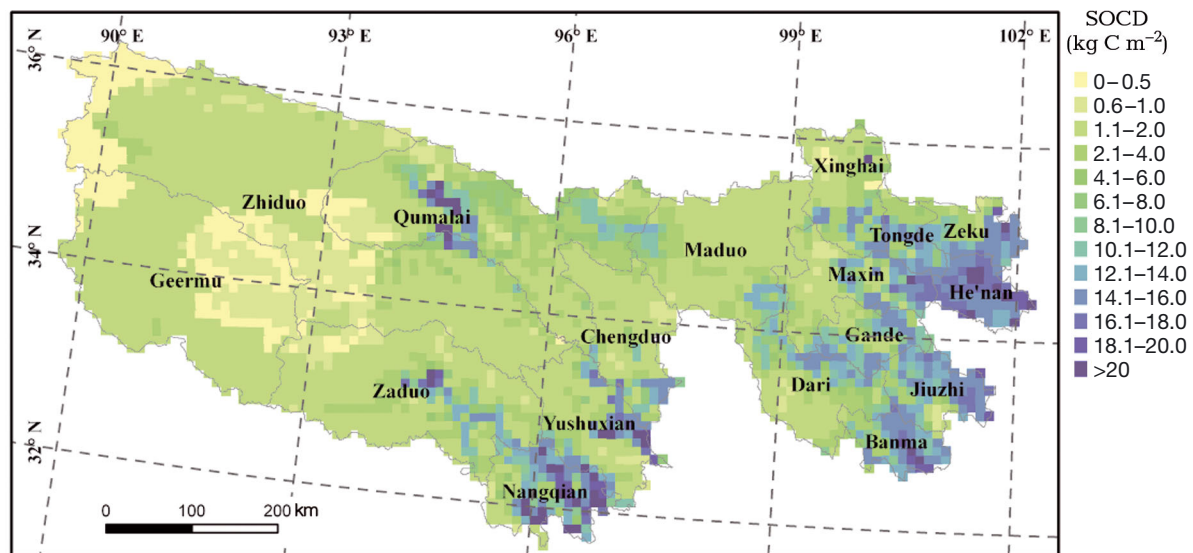 90° E
93° E
96° E
99° E
102° E
36° N
34° N
32° N
Xinghai
Zhiduo
Qumalai
Tongde
Zeku
Maduo
Geermu
Maxin
He'nan
Chengduo
Gande
Zaduo
Dari
Jiuzhi
Yushuxian
Banma
Nangqian
0 100 200 km
SOCD
(kg C m⁻²)
0–0.5
0.6–1.0
1.1–2.0
2.1–4.0
4.1–6.0
6.1–8.0
8.1–10.0
10.1–12.0
12.1–14.0
14.1–16.0
16.1–18.0
18.1–20.0
>20